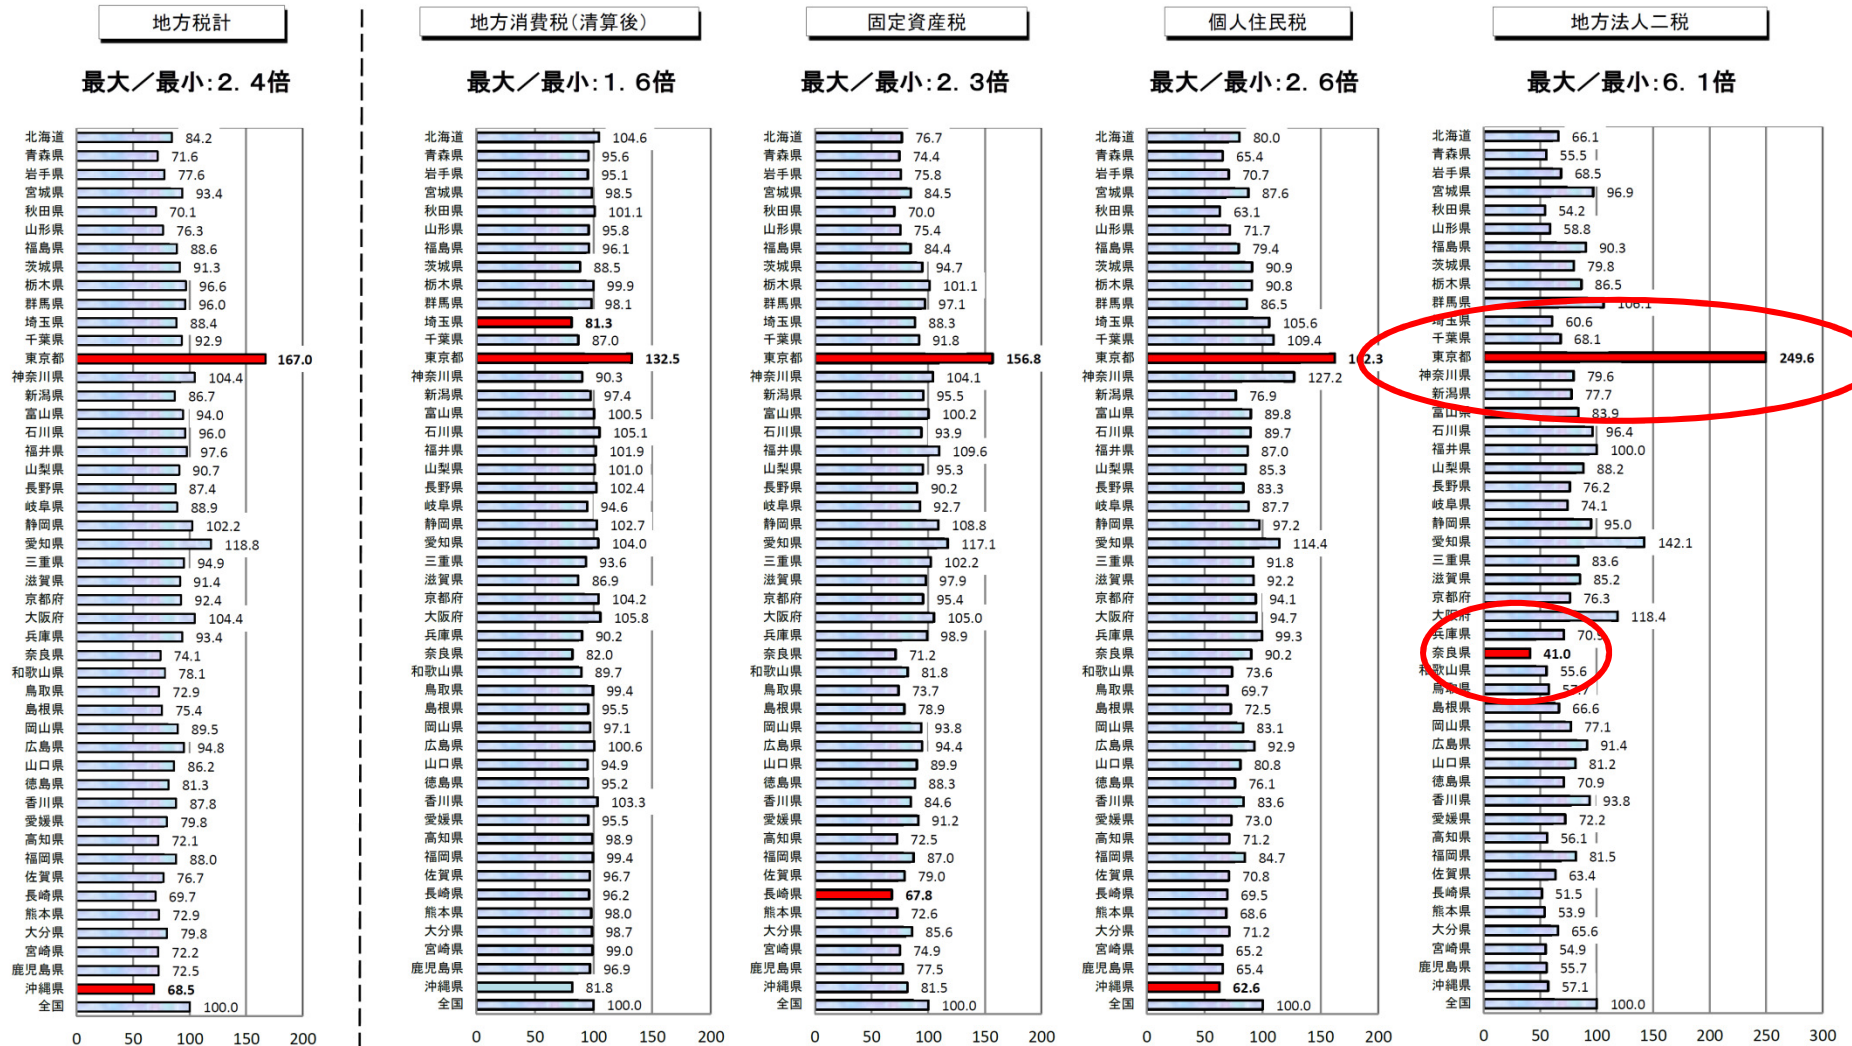 地方税計
最大／最小：2．4倍
北海道 84.2
青森県 71.6
岩手県 77.6
宮城県 93.4
秋田県 70.1
山形県 76.3
福島県 88.6
茨城県 91.3
栃木県 96.6
群馬県 96.0
埼玉県 88.4
千葉県 92.9
東京都 167.0
神奈川県 104.4
新潟県 86.7
富山県 94.0
石川県 96.0
福井県 97.6
山梨県 90.7
長野県 87.4
岐阜県 88.9
静岡県 102.2
愛知県 118.8
三重県 94.9
滋賀県 91.4
京都府 92.4
大阪府 104.4
兵庫県 93.4
奈良県 74.1
和歌山県 78.1
鳥取県 72.9
島根県 75.4
岡山県 89.5
広島県 94.8
山口県 86.2
徳島県 81.3
香川県 87.8
愛媛県 79.8
高知県 72.1
福岡県 88.0
佐賀県 76.7
長崎県 69.7
熊本県 72.9
大分県 79.8
宮崎県 72.2
鹿児島県 72.5
沖縄県 68.5
全国 100.0
0 50 100 150 200
地方消費税（清算後）
最大／最小：1．6倍
北海道 104.6
青森県 95.6
岩手県 95.1
宮城県 98.5
秋田県 101.1
山形県 95.8
福島県 96.1
茨城県 88.5
栃木県 99.9
群馬県 98.1
埼玉県 81.3
千葉県 87.0
東京都 132.5
神奈川県 90.3
新潟県 97.4
富山県 100.5
石川県 105.1
福井県 101.9
山梨県 101.0
長野県 102.4
岐阜県 94.6
静岡県 102.7
愛知県 104.0
三重県 93.6
滋賀県 86.9
京都府 104.2
大阪府 105.8
兵庫県 90.2
奈良県 82.0
和歌山県 89.7
鳥取県 99.4
島根県 95.5
岡山県 97.1
広島県 100.6
山口県 94.9
徳島県 95.2
香川県 103.3
愛媛県 95.5
高知県 98.9
福岡県 99.4
佐賀県 96.7
長崎県 96.2
熊本県 98.0
大分県 98.7
宮崎県 99.0
鹿児島県 96.9
沖縄県 81.8
全国 100.0
0 50 100 150 200
固定資産税
最大／最小：2．3倍
北海道 76.7
青森県 74.4
岩手県 75.8
宮城県 84.5
秋田県 70.0
山形県 75.4
福島県 84.4
茨城県 94.7
栃木県 101.1
群馬県 97.1
埼玉県 88.3
千葉県 91.8
東京都 156.8
神奈川県 104.1
新潟県 95.5
富山県 100.2
石川県 93.9
福井県 109.6
山梨県 95.3
長野県 90.2
岐阜県 92.7
静岡県 108.8
愛知県 117.1
三重県 102.2
滋賀県 97.9
京都府 95.4
大阪府 105.0
兵庫県 98.9
奈良県 71.2
和歌山県 81.8
鳥取県 73.7
島根県 78.9
岡山県 93.8
広島県 94.4
山口県 89.9
徳島県 88.3
香川県 84.6
愛媛県 91.2
高知県 72.5
福岡県 87.0
佐賀県 79.0
長崎県 67.8
熊本県 72.6
大分県 85.6
宮崎県 74.9
鹿児島県 77.5
沖縄県 81.5
全国 100.0
0 50 100 150 200
個人住民税
最大／最小：2．6倍
北海道 80.0
青森県 65.4
岩手県 70.7
宮城県 87.6
秋田県 63.1
山形県 71.7
福島県 79.4
茨城県 90.9
栃木県 90.8
群馬県 86.5
埼玉県 105.6
千葉県 109.4
東京都 162.3
神奈川県 127.2
新潟県 76.9
富山県 89.8
石川県 89.7
福井県 87.0
山梨県 85.3
長野県 83.3
岐阜県 87.7
静岡県 97.2
愛知県 114.4
三重県 91.8
滋賀県 92.2
京都府 94.1
大阪府 94.7
兵庫県 99.3
奈良県 90.2
和歌山県 73.6
鳥取県 69.7
島根県 72.5
岡山県 83.1
広島県 92.9
山口県 80.8
徳島県 76.1
香川県 83.6
愛媛県 73.0
高知県 71.2
福岡県 84.7
佐賀県 70.8
長崎県 69.5
熊本県 68.6
大分県 71.2
宮崎県 65.2
鹿児島県 65.4
沖縄県 62.6
全国 100.0
0 50 100 150 200
地方法人二税
最大／最小：6．1倍
北海道 66.1
青森県 55.5
岩手県 68.5
宮城県 96.9
秋田県 54.2
山形県 58.8
福島県 90.3
茨城県 79.8
栃木県 86.5
群馬県 106.1
埼玉県 60.6
千葉県 68.1
東京都 249.6
神奈川県 79.6
新潟県 77.7
富山県 83.9
石川県 96.4
福井県 100.0
山梨県 88.2
長野県 76.2
岐阜県 74.1
静岡県 95.0
愛知県 142.1
三重県 83.6
滋賀県 85.2
京都府 76.3
大阪府 118.4
兵庫県 70.9
奈良県 41.0
和歌山県 55.6
鳥取県 57.7
島根県 66.6
岡山県 77.1
広島県 91.4
山口県 81.2
徳島県 70.9
香川県 93.8
愛媛県 72.2
高知県 56.1
福岡県 81.5
佐賀県 63.4
長崎県 51.5
熊本県 53.9
大分県 65.6
宮崎県 54.9
鹿児島県 55.7
沖縄県 57.1
全国 100.0
0 50 100 150 200 250 300